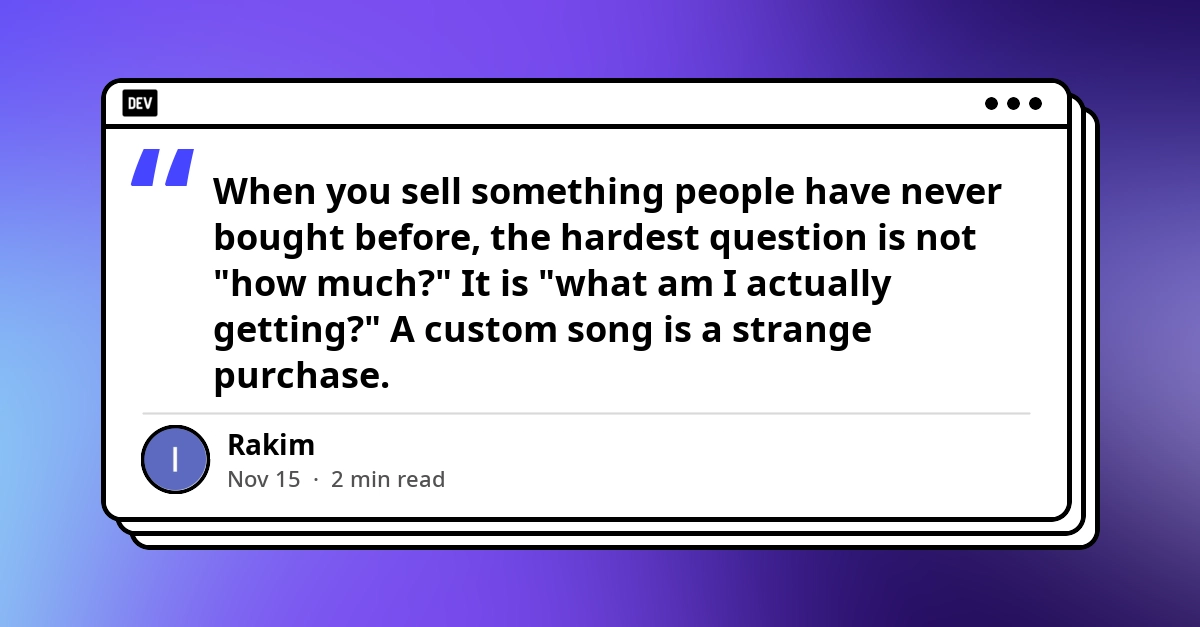 DEV
“
When you sell something people have never
bought before, the hardest question is not
"how much?" It is "what am I actually
getting?" A custom song is a strange
purchase.
I
Rakim
Nov 15 · 2 min read